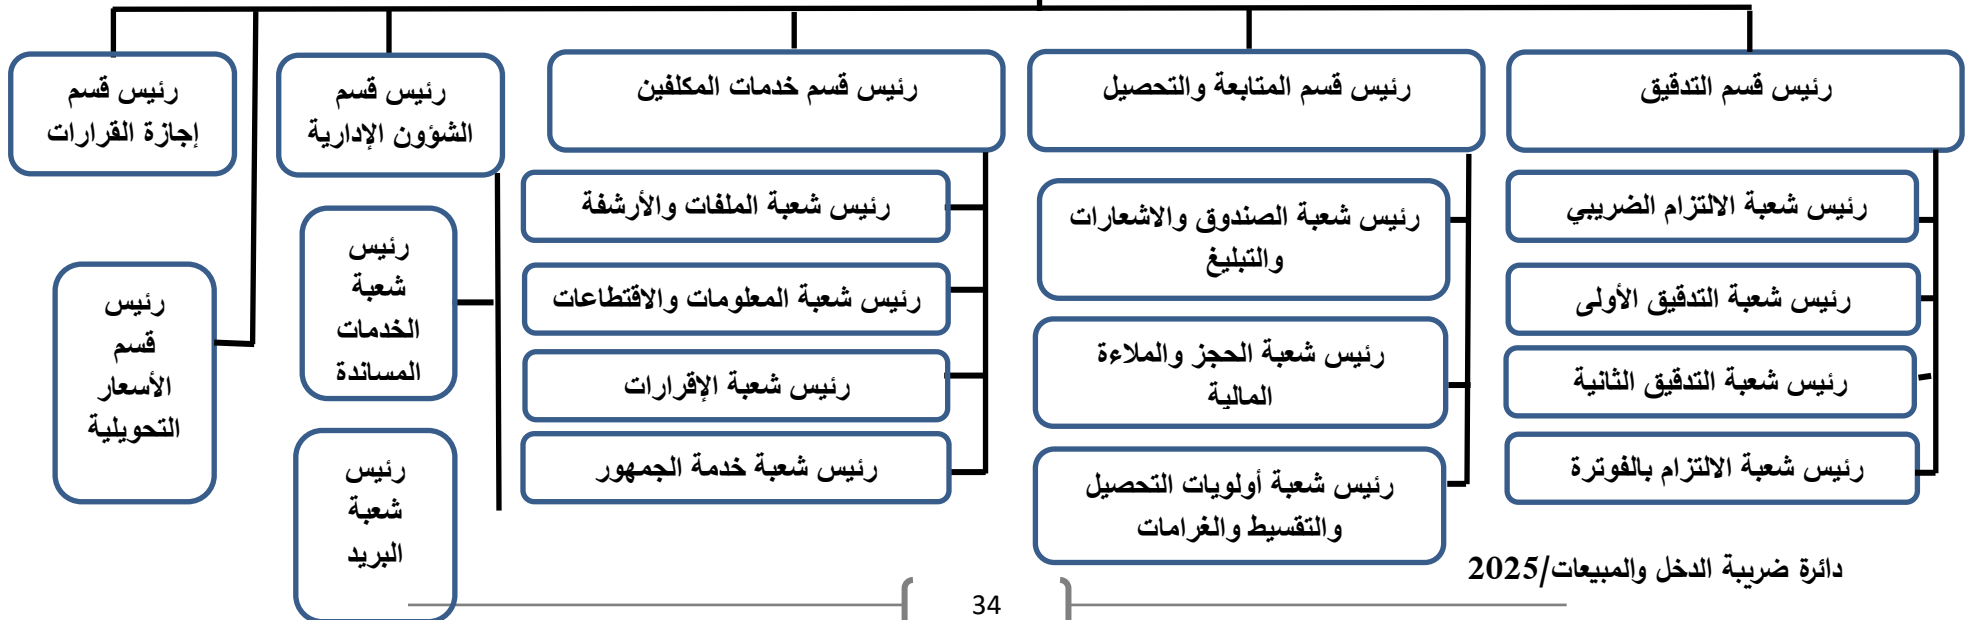 رئيس قسم التدقيق
رئيس شعبة الالتزام الضريبي
رئيس شعبة التدقيق الأولى
رئيس شعبة التدقيق الثانية
رئيس شعبة الالتزام بالفوترة
رئيس قسم المتابعة والتحصيل
رئيس شعبة الصندوق والاشعارات
والتبليغ
رئيس شعبة الحجز والملاءة
المالية
رئيس شعبة أولويات التحصيل
والتقسيط والغرامات
رئيس قسم خدمات المكلفين
رئيس شعبة الملفات والأرشفة
رئيس شعبة المعلومات والاقتطاعات
رئيس شعبة الإقرارات
رئيس شعبة خدمة الجمهور
رئيس قسم
الشؤون الإدارية
رئيس
شعبة
الخدمات
المساندة
رئيس
شعبة
البريد
رئيس قسم
إجازة القرارات
رئيس
قسم
الأسعار
التحويلية
دائرة ضريبة الدخل والمبيعات/2025
34